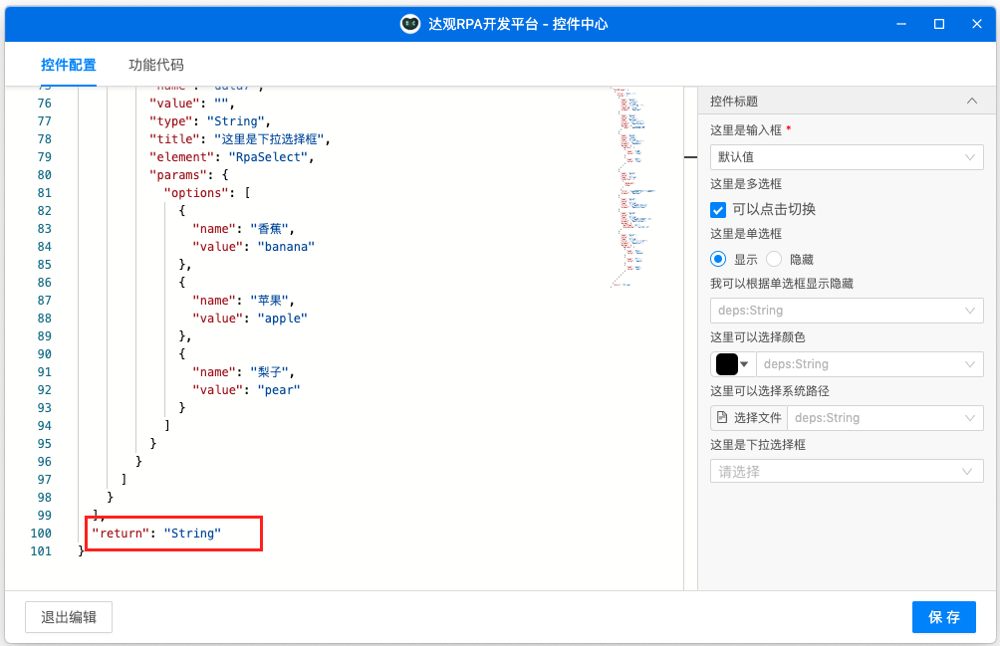 达观RPA开发平台 - 控件中心
控件配置 功能代码
76 "value": "",
77 "type": "String",
78 "title": "这里是下拉选择框",
79 "element": "RpaSelect",
80 "params": {
81 "options": [
82 {
83 "name": "香蕉",
84 "value": "banana"
85 },
86 {
87 "name": "苹果",
88 "value": "apple"
89 },
90 {
91 "name": "梨子",
92 "value": "pear"
93 }
94 ]
95 }
96 }
97 ]
98 }
99 ],
100 "return": "String"
101 }
控件标题
这里是输入框 *
默认值
这里是多选框
可以点击切换
这里是单选框
显示 隐藏
我可以根据单选框显示隐藏
deps:String
这里可以选择颜色
deps:String
这里可以选择系统路径
选择文件 deps:String
这里是下拉选择框
请选择
退出编辑
保 存